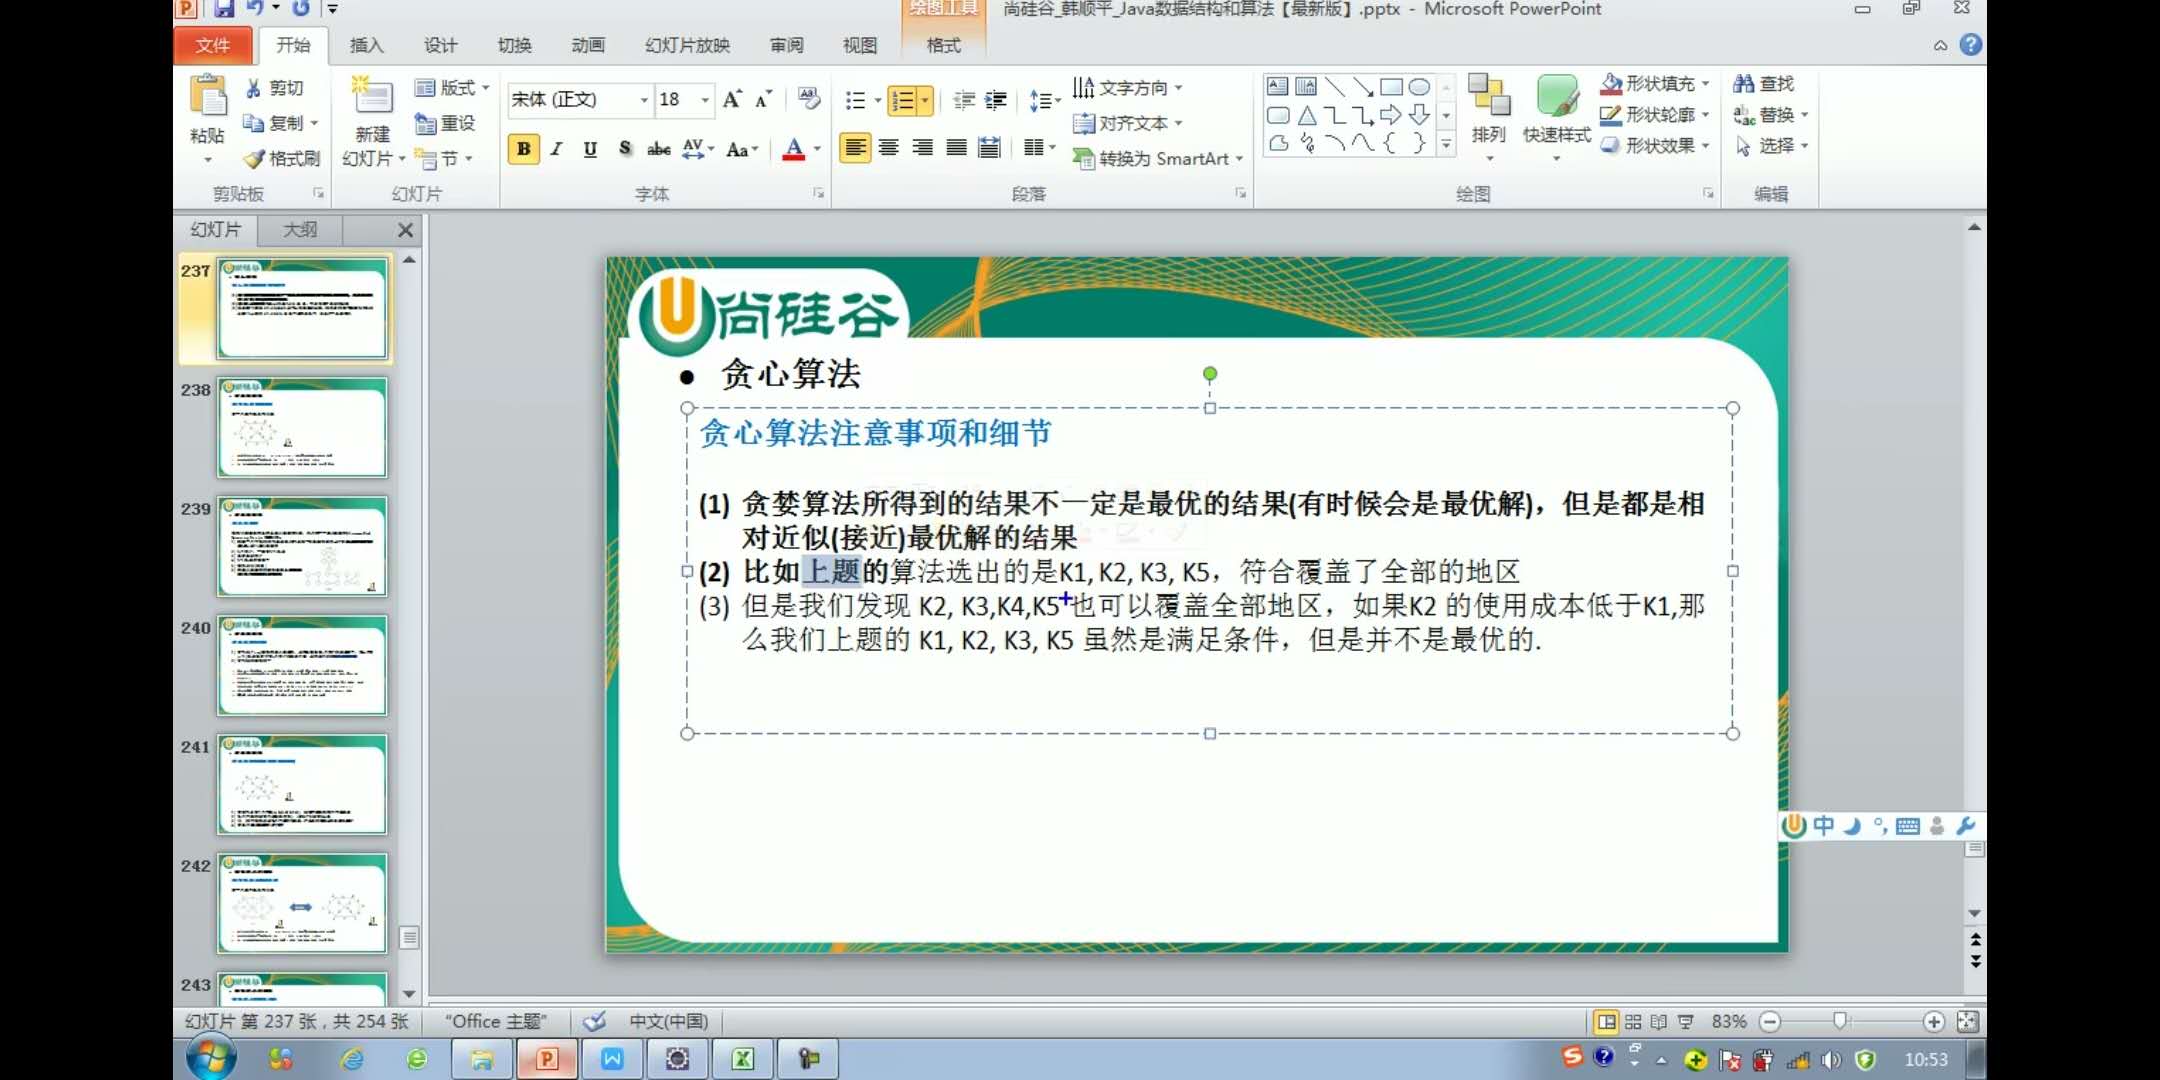 尚硅谷_韩顺平_Java数据结构和算法【最新版】.pptx - Microsoft PowerPoint
绘图工具
文件 开始 插入 设计 切换 动画 幻灯片放映 审阅 视图 格式
粘贴 剪切 复制 格式刷
剪贴板
新建 幻灯片 版式 重设 节
幻灯片
宋体 (正文) 18
B I U S abc AV Aa A
字体
文字方向
对齐文本
转换为 SmartArt
段落
排列 快速样式 形状填充 形状轮廓 形状效果
绘图
查找
替换
选择
编辑
幻灯片 大纲
237
238
239
240
241
242
243
尚硅谷
• 贪心算法
贪心算法注意事项和细节
(1) 贪婪算法所得到的结果不一定是最优的结果(有时候会是最优解)，但是都是相
对近似(接近)最优解的结果
(2) 比如上题的算法选出的是K1, K2, K3, K5，符合覆盖了全部的地区
(3) 但是我们发现 K2, K3,K4,K5 也可以覆盖全部地区，如果K2 的使用成本低于K1,那
么我们上题的 K1, K2, K3, K5 虽然是满足条件，但是并不是最优的.
中
幻灯片 第 237 张，共 254 张 “Office 主题” 中文(中国) 83%
10:53